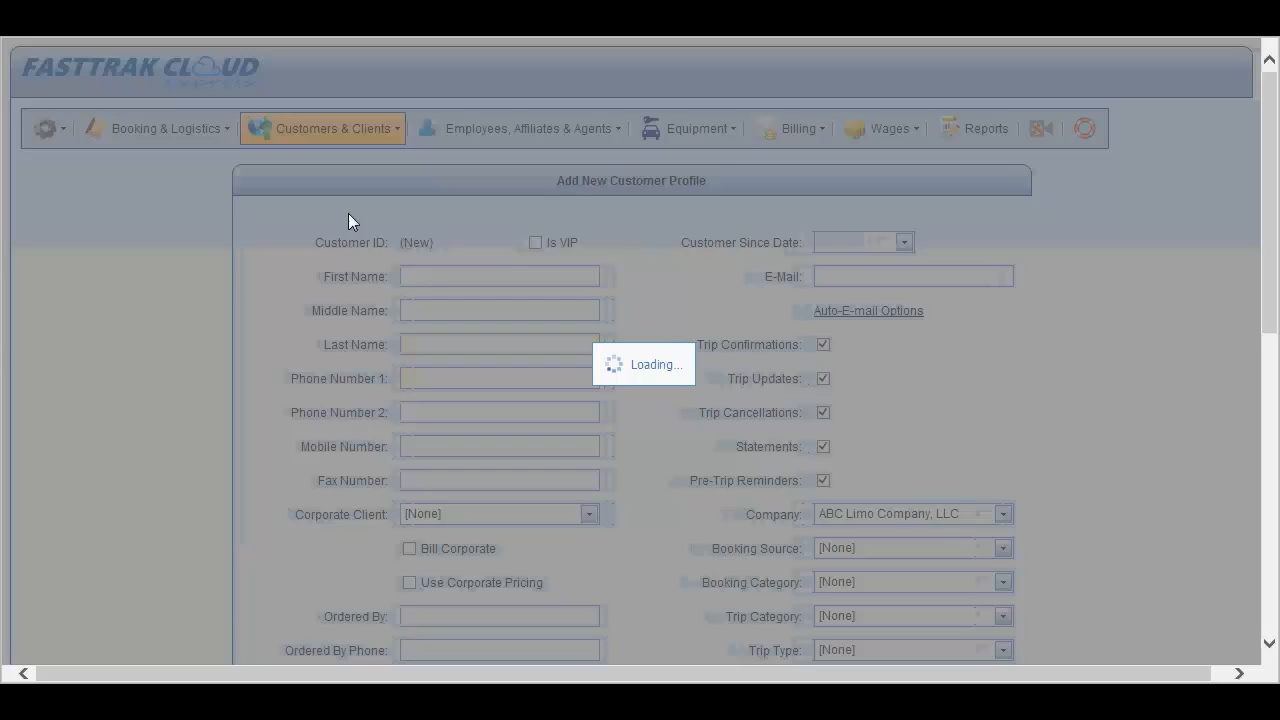 FASTTRAK CLOUD
Booking & Logistics
Customers & Clients
Employees, Affiliates & Agents
Equipment
Billing
Wages
Reports
Add New Customer Profile
Customer ID: (New)
Is VIP
Customer Since Date:
First Name:
E-Mail:
Middle Name:
Auto-E-mail Options
Last Name:
Trip Confirmations:
Loading...
Phone Number 1:
Trip Updates:
Phone Number 2:
Trip Cancellations:
Mobile Number:
Statements:
Fax Number:
Pre-Trip Reminders:
Corporate Client: [None]
Company: ABC Limo Company, LLC
Bill Corporate
Booking Source: [None]
Use Corporate Pricing
Booking Category: [None]
Ordered By:
Trip Category: [None]
Ordered By Phone:
Trip Type: [None]